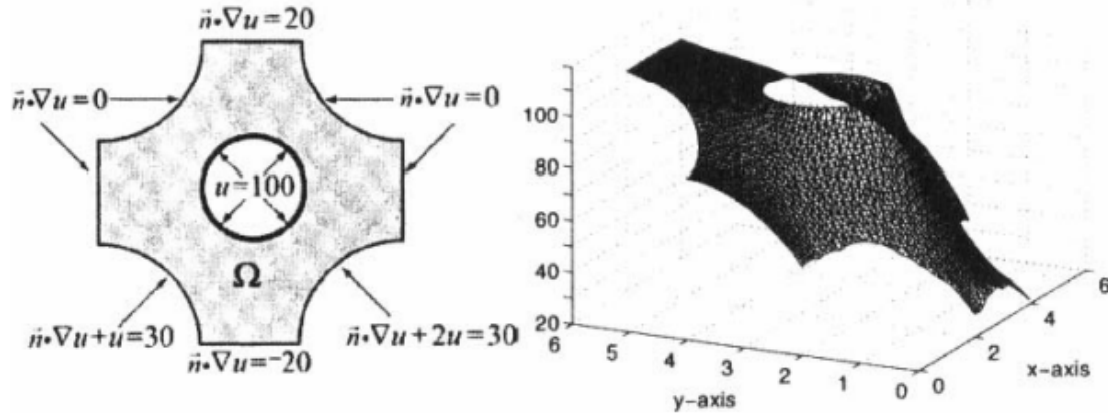 n⃗•∇u = 20
n⃗•∇u = 0
n⃗•∇u = 0
u = 100
Ω
n⃗•∇u + u = 30
n⃗•∇u + 2u = 30
n⃗•∇u = −20
100
80
60
40
20
6
5
4
3
2
1
0
y−axis
0
2
4
6
x−axis